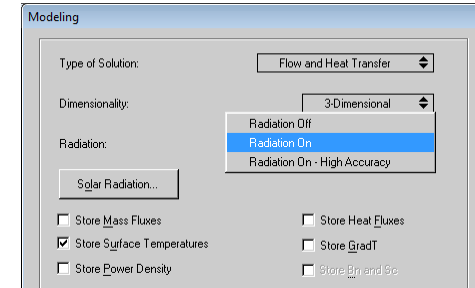 Modeling
Type of Solution: Flow and Heat Transfer
Dimensionality: 3-Dimensional
Radiation Off
Radiation: Radiation On
Radiation On - High Accuracy
Solar Radiation...
Store Mass Fluxes Store Heat Fluxes
Store Surface Temperatures Store GradT
Store Power Density Store Bn and Sc